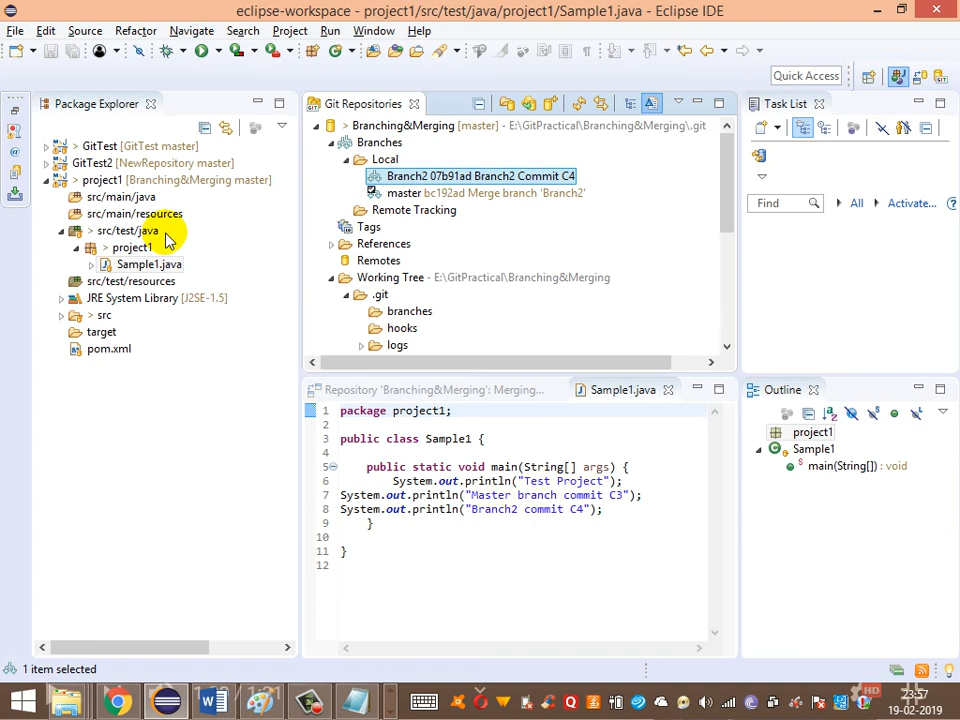 eclipse-workspace - project1/src/test/java/project1/Sample1.java - Eclipse IDE
File Edit Source Refactor Navigate Search Project Run Window Help
Quick Access
Package Explorer
> GitTest [GitTest master]
GitTest2 [NewRepository master]
> project1 [Branching&Merging master]
src/main/java
src/main/resources
> src/test/java
> project1
Sample1.java
src/test/resources
JRE System Library [J2SE-1.5]
> src
target
pom.xml
Git Repositories
> Branching&Merging [master] - E:\GitPractical\Branching&Merging\.git
Branches
Local
Branch2 07b91ad Branch2 Commit C4
master bc192ad Merge branch 'Branch2'
Remote Tracking
Tags
References
Remotes
Working Tree - E:\GitPractical\Branching&Merging
.git
branches
hooks
logs
Task List
Find All Activate...
Repository 'Branching&Merging': Merging...
Sample1.java
1 package project1;
2
3 public class Sample1 {
4
5 public static void main(String[] args) {
6 System.out.println("Test Project");
7 System.out.println("Master branch commit C3");
8 System.out.println("Branch2 commit C4");
9 }
10
11 }
12
Outline
project1
Sample1
main(String[]) : void
1 item selected
HD
23:57
19-02-2019